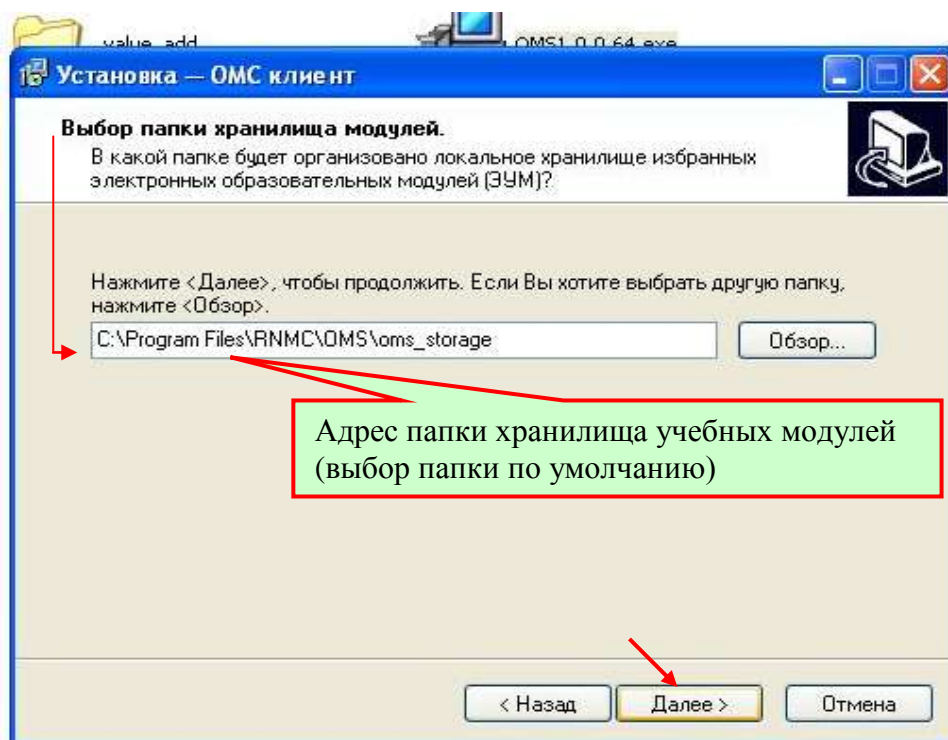 value_add
OMS1.0.0.64.exe
Установка — ОМС клиент
Выбор папки хранилища модулей.
В какой папке будет организовано локальное хранилище избранных
электронных образовательных модулей (ЭУМ)?
Нажмите <Далее>, чтобы продолжить. Если Вы хотите выбрать другую папку,
нажмите <Обзор>.
C:\Program Files\RNMC\OMS\oms_storage
Обзор...
Адрес папки хранилища учебных модулей
(выбор папки по умолчанию)
< Назад
Далее >
Отмена